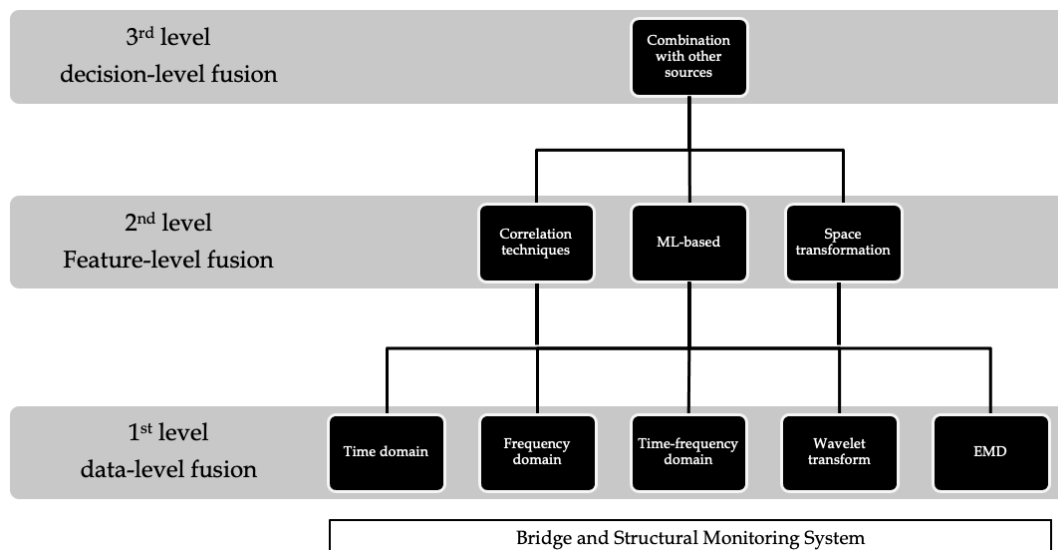 3rd level
decision-level fusion
Combination
with other
sources
2nd level
Feature-level fusion
Correlation
techniques
ML-based
Space
transformation
1st level
data-level fusion
Time domain
Frequency
domain
Time-frequency
domain
Wavelet
transform
EMD
Bridge and Structural Monitoring System